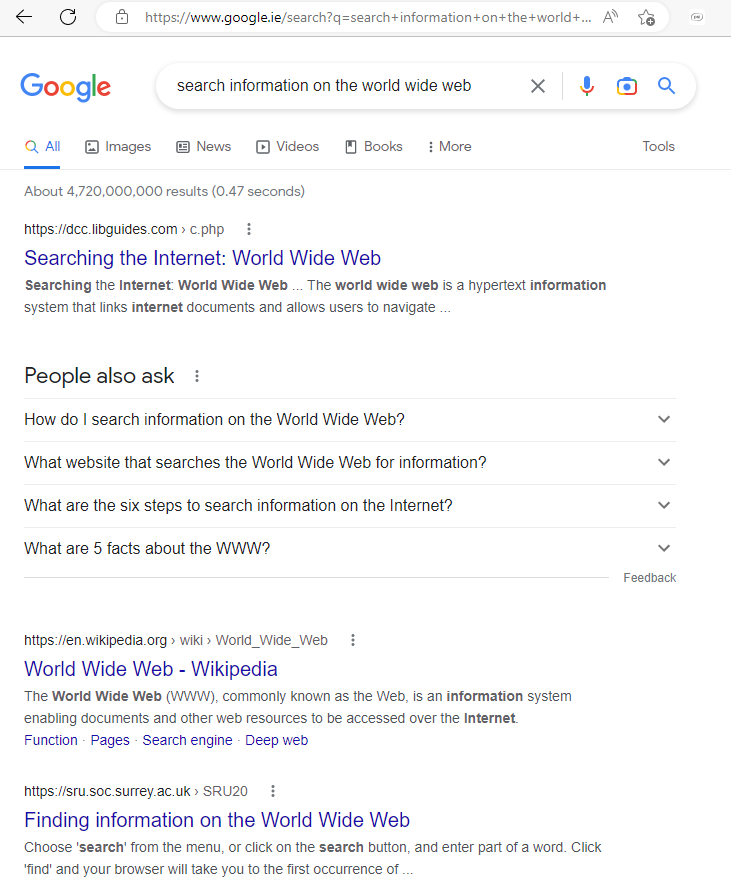 https://www.google.ie/search?q=search+information+on+the+world+...
Google
search information on the world wide web
All Images News Videos Books More Tools
About 4,720,000,000 results (0.47 seconds)
https://dcc.libguides.com › c.php
Searching the Internet: World Wide Web
Searching the Internet: World Wide Web ... The world wide web is a hypertext information
system that links internet documents and allows users to navigate ...
People also ask
How do I search information on the World Wide Web?
What website that searches the World Wide Web for information?
What are the six steps to search information on the Internet?
What are 5 facts about the WWW?
Feedback
https://en.wikipedia.org › wiki › World_Wide_Web
World Wide Web - Wikipedia
The World Wide Web (WWW), commonly known as the Web, is an information system
enabling documents and other web resources to be accessed over the Internet.
Function · Pages · Search engine · Deep web
https://sru.soc.surrey.ac.uk › SRU20
Finding information on the World Wide Web
Choose 'search' from the menu, or click on the search button, and enter part of a word. Click
'find' and your browser will take you to the first occurrence of ...